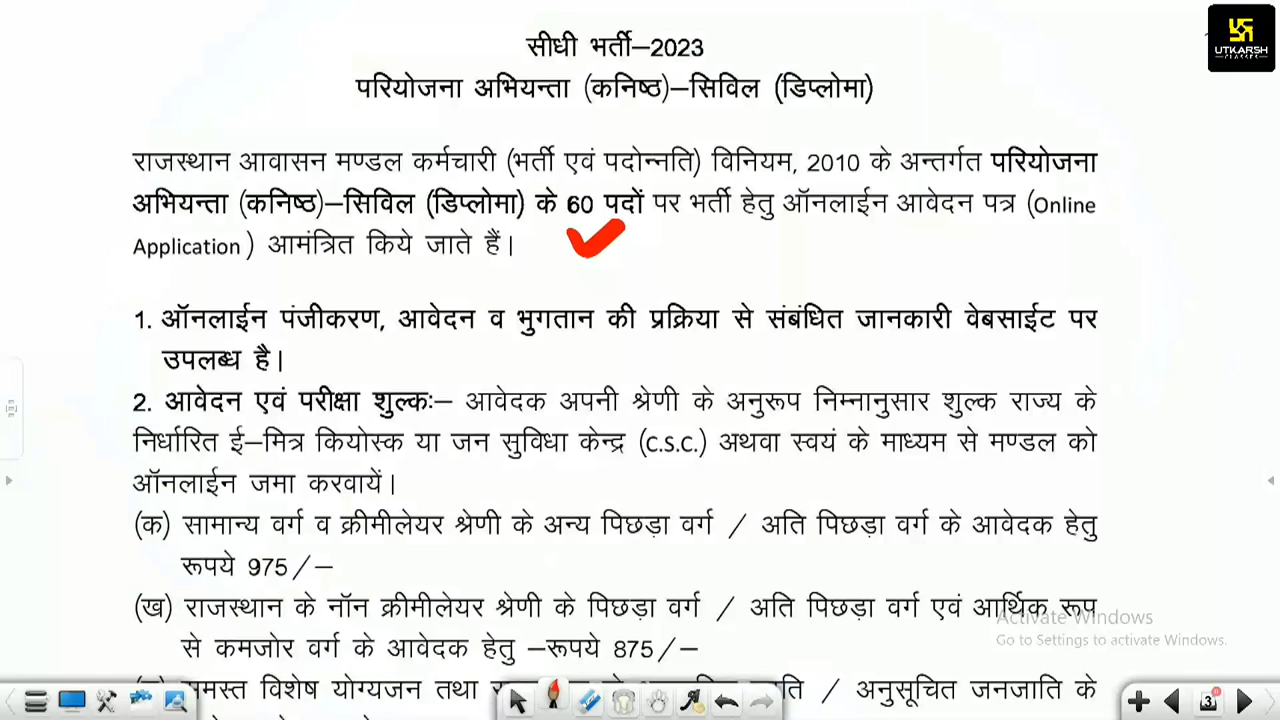 सीधी भर्ती–2023
परियोजना अभियन्ता (कनिष्ठ)–सिविल (डिप्लोमा)
UTKARSH
CLASSES
राजस्थान आवासन मण्डल कर्मचारी (भर्ती एवं पदोन्नति) विनियम, 2010 के अन्तर्गत परियोजना
अभियन्ता (कनिष्ठ)–सिविल (डिप्लोमा) के 60 पदों पर भर्ती हेतु ऑनलाईन आवेदन पत्र (Online
Application ) आमंत्रित किये जाते हैं।
1. ऑनलाईन पंजीकरण, आवेदन व भुगतान की प्रक्रिया से संबंधित जानकारी वेबसाईट पर
उपलब्ध है।
2. आवेदन एवं परीक्षा शुल्कः– आवेदक अपनी श्रेणी के अनुरूप निम्नानुसार शुल्क राज्य के
निर्धारित ई–मित्र कियोस्क या जन सुविधा केन्द्र (C.S.C.) अथवा स्वयं के माध्यम से मण्डल को
ऑनलाईन जमा करवायें।
(क) सामान्य वर्ग व क्रीमीलेयर श्रेणी के अन्य पिछड़ा वर्ग / अति पिछड़ा वर्ग के आवेदक हेतु
रूपये 975/–
(ख) राजस्थान के नॉन क्रीमीलेयर श्रेणी के पिछड़ा वर्ग / अति पिछड़ा वर्ग एवं आर्थिक रूप
से कमजोर वर्ग के आवेदक हेतु –रूपये 875/–
Activate Windows
Go to Settings to activate Windows.
समस्त विशेष योग्यजन तथा / अनुसूचित जनजाति के
3